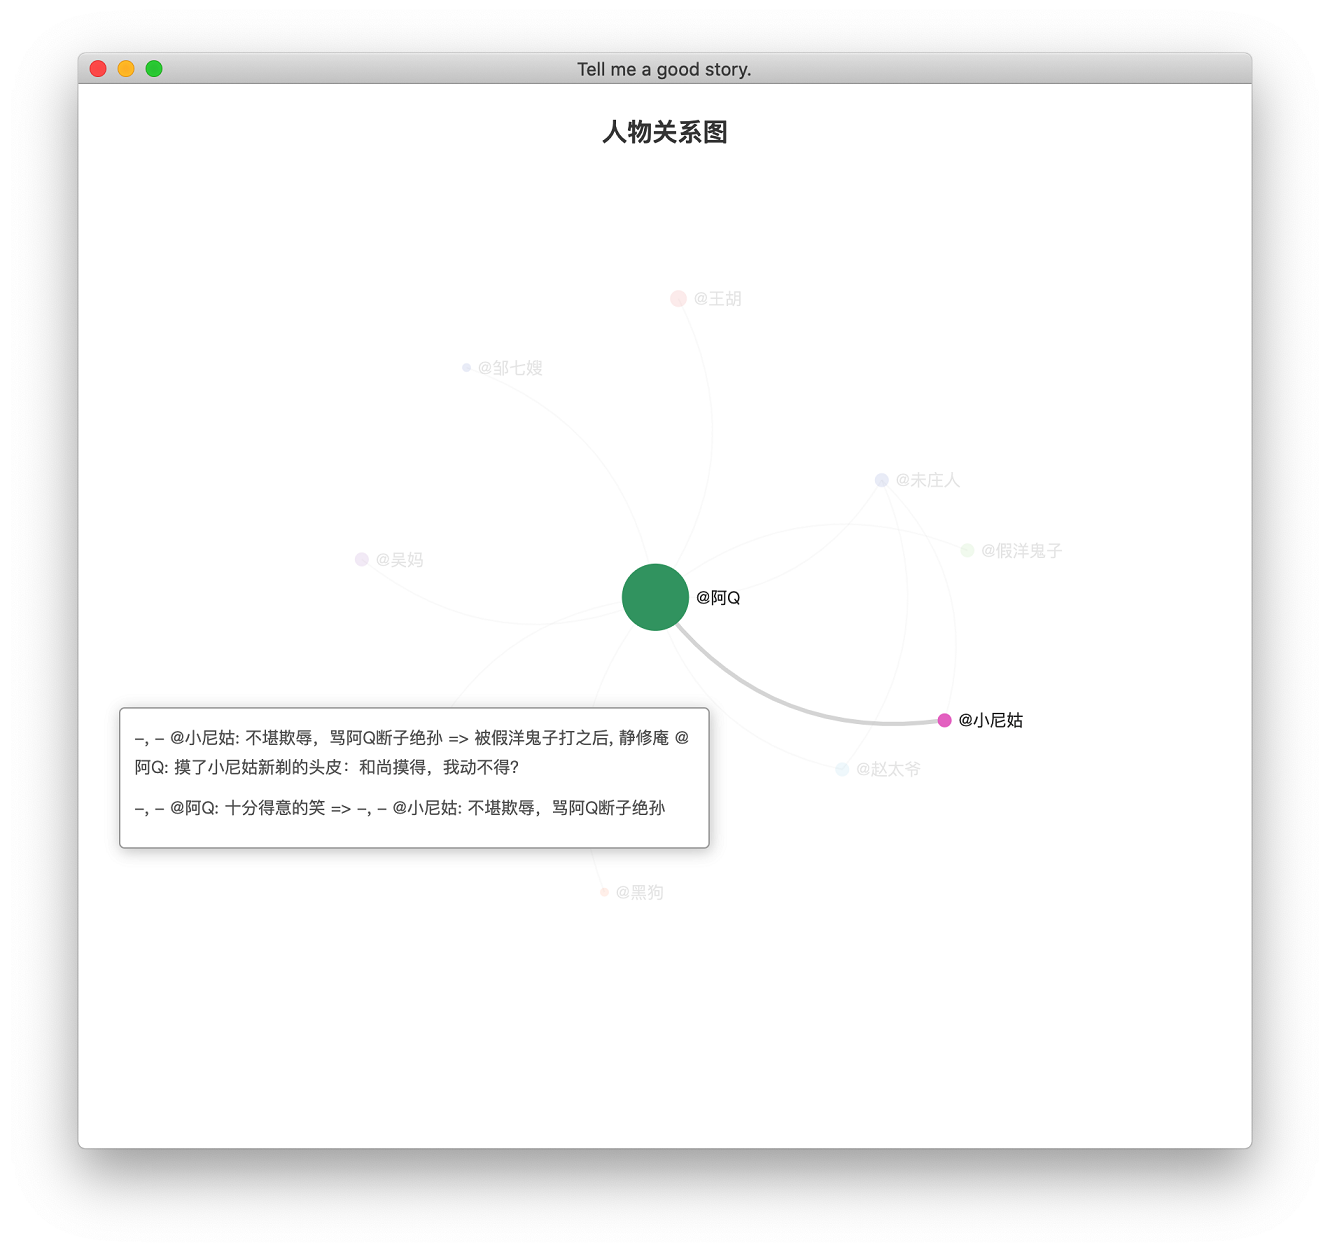 Tell me a good story.
人物关系图
@王胡
@邹七嫂
@未庄人
@假洋鬼子
@吴妈
@阿Q
@小尼姑
–, – @小尼姑: 不堪欺辱，骂阿Q断子绝孙 => 被假洋鬼子打之后, 静修庵 @
阿Q: 摸了小尼姑新剃的头皮：和尚摸得，我动不得?
@赵太爷
–, – @阿Q: 十分得意的笑 => –, – @小尼姑: 不堪欺辱，骂阿Q断子绝孙
@黑狗